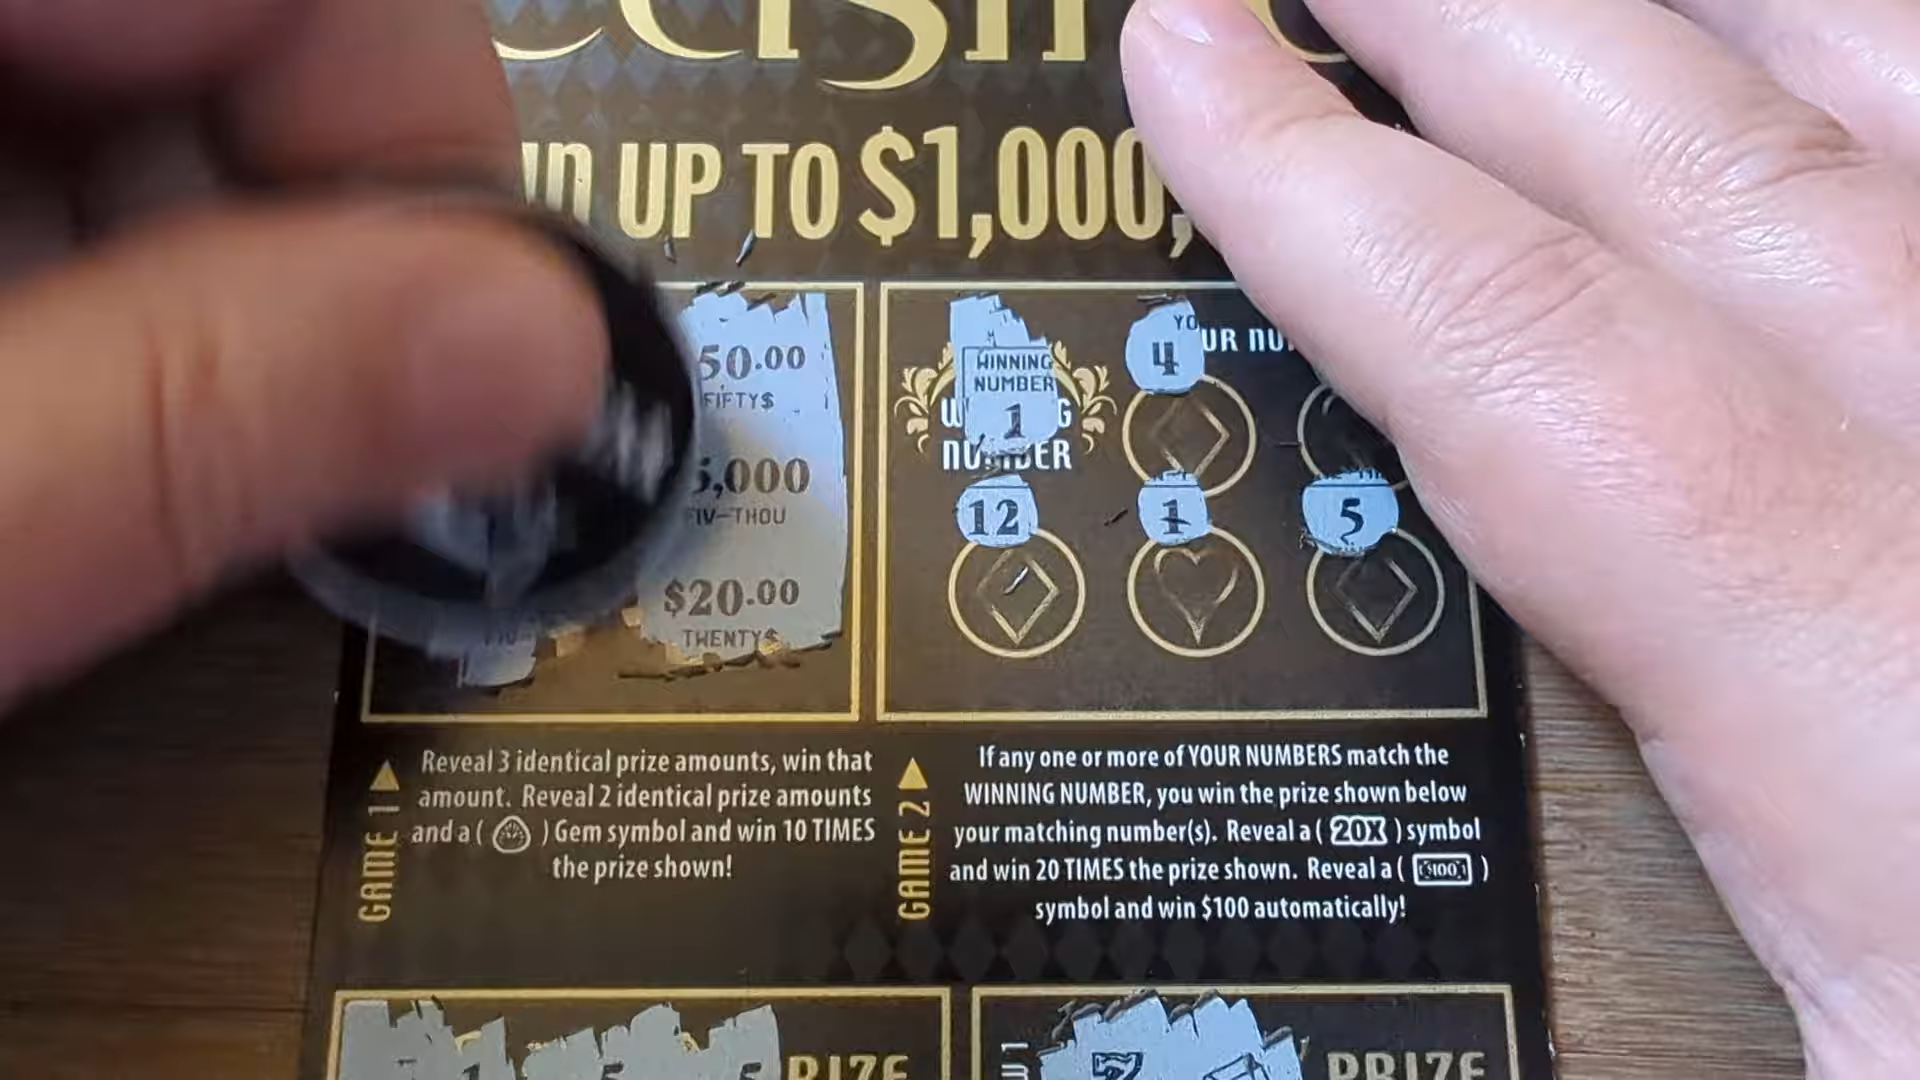 UP TO $1,000,
50.00
FIFTY$
5,000
FIV-THOU
$20.00
TWENTY$
WINNING
NUMBER
1
NUMBER
YOUR NU
4
12
1
5
GAME 1
Reveal 3 identical prize amounts, win that
amount. Reveal 2 identical prize amounts
and a ( ) Gem symbol and win 10 TIMES
the prize shown!
GAME 2
If any one or more of YOUR NUMBERS match the
WINNING NUMBER, you win the prize shown below
your matching number(s). Reveal a ( 20X ) symbol
and win 20 TIMES the prize shown. Reveal a ( $100 )
symbol and win $100 automatically!
PRIZE
PRIZE